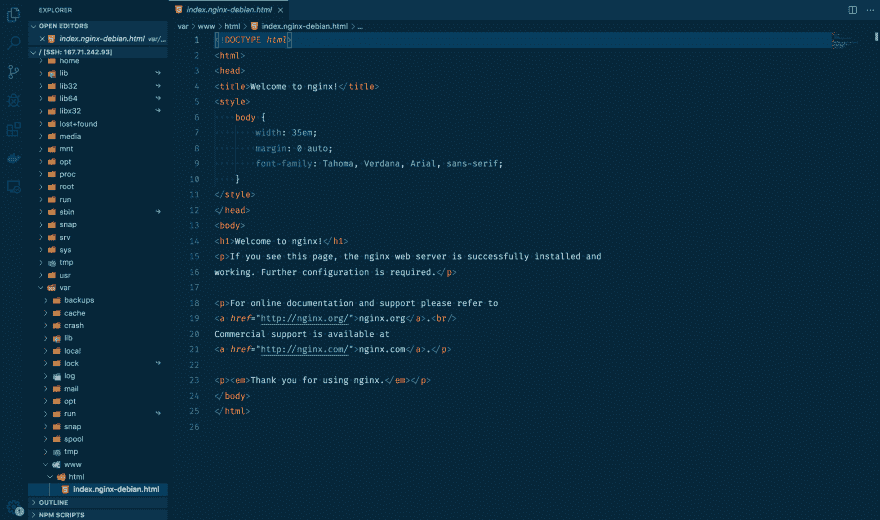 EXPLORER
OPEN EDITORS
index.nginx-debian.html var/...
/ [SSH: 167.71.242.93]
home
lib
lib32
lib64
libx32
lost+found
media
mnt
opt
proc
root
run
sbin
snap
srv
sys
tmp
usr
var
backups
cache
crash
lib
local
lock
log
mail
opt
run
snap
spool
tmp
www
html
index.nginx-debian.html
OUTLINE
NPM SCRIPTS
1
index.nginx-debian.html
var > www > html > index.nginx-debian.html > ...
1 <!DOCTYPE html>
2 <html>
3 <head>
4 <title>Welcome to nginx!</title>
5 <style>
6     body {
7         width: 35em;
8         margin: 0 auto;
9         font-family: Tahoma, Verdana, Arial, sans-serif;
10     }
11 </style>
12 </head>
13 <body>
14 <h1>Welcome to nginx!</h1>
15 <p>If you see this page, the nginx web server is successfully installed and
16 working. Further configuration is required.</p>
17
18 <p>For online documentation and support please refer to
19 <a href="http://nginx.org/">nginx.org</a>.<br/>
20 Commercial support is available at
21 <a href="http://nginx.com/">nginx.com</a>.</p>
22
23 <p><em>Thank you for using nginx.</em></p>
24 </body>
25 </html>
26